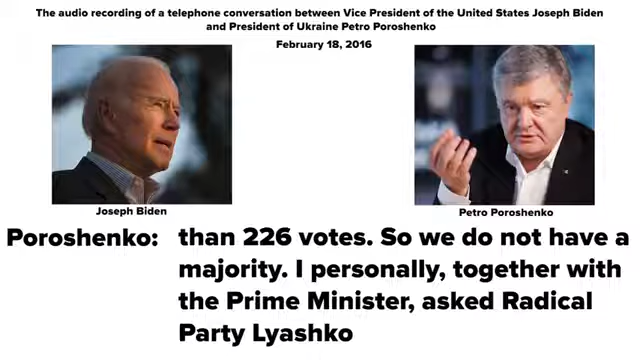 The audio recording of a telephone conversation between Vice President of the United States Joseph Biden
and President of Ukraine Petro Poroshenko
February 18, 2016
Joseph Biden
Petro Poroshenko
Poroshenko: than 226 votes. So we do not have a
majority. I personally, together with
the Prime Minister, asked Radical
Party Lyashko